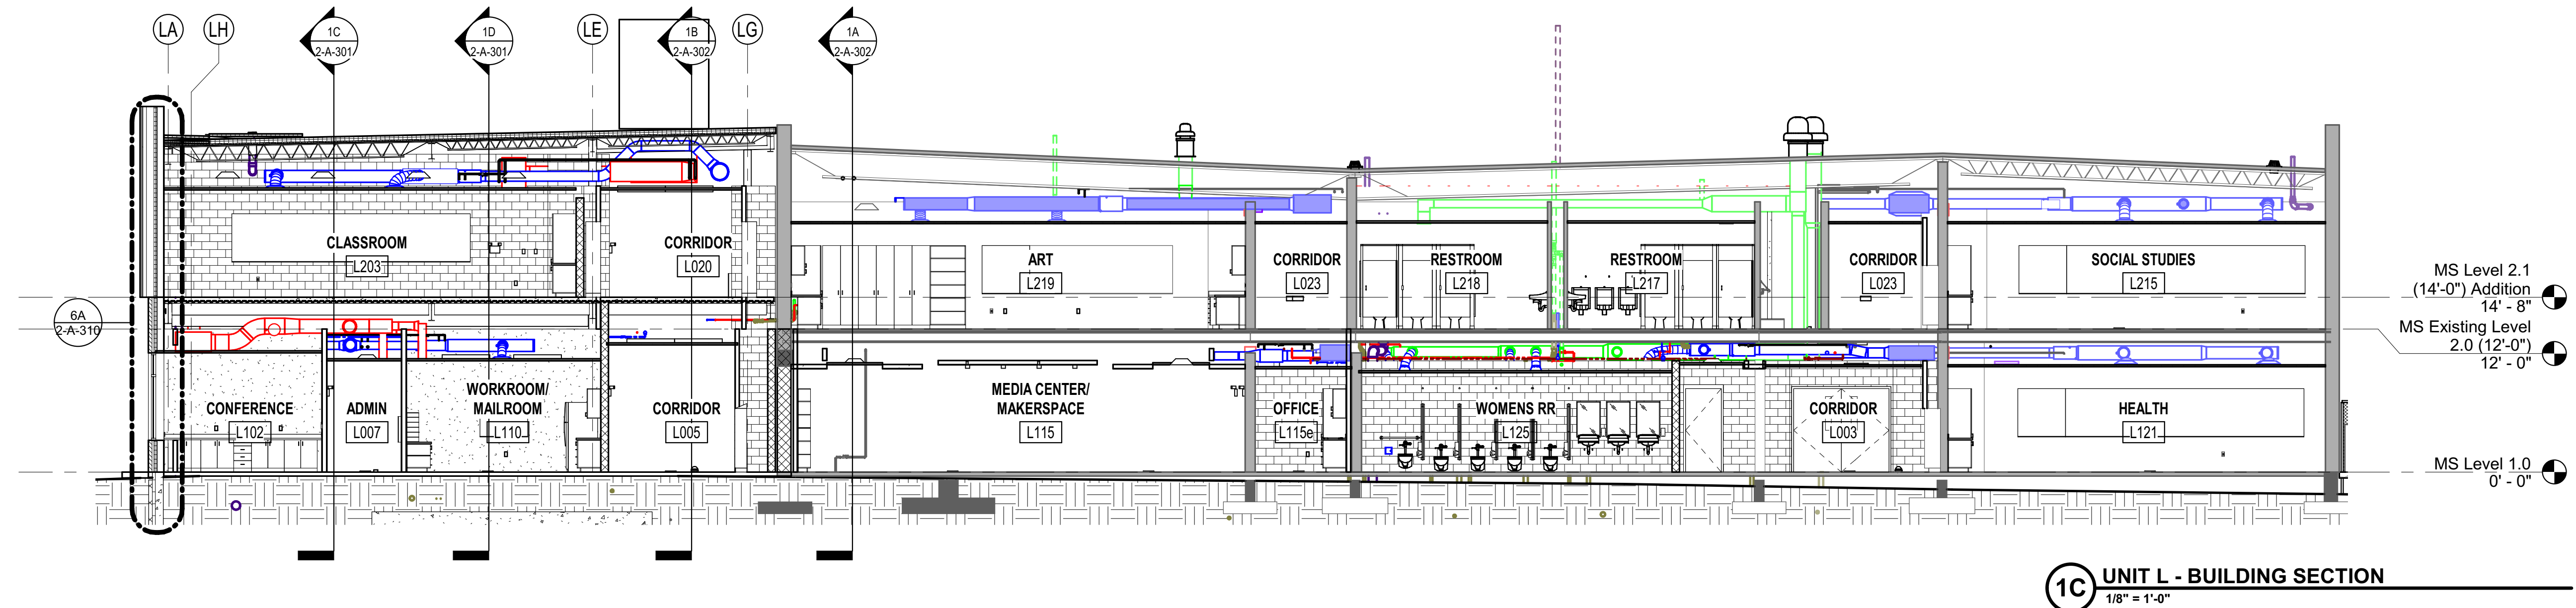 LA
LH
1C
2-A-301
1D
2-A-301
LE
1B
2-A-302
LG
1A
2-A-302
CLASSROOM
L203
CORRIDOR
L020
ART
L219
CORRIDOR
L023
RESTROOM
L218
RESTROOM
L217
CORRIDOR
L023
SOCIAL STUDIES
L215
MS Level 2.1
(14'-0") Addition
14' - 8"
6A
2-A-310
MS Existing Level
2.0 (12'-0")
12' - 0"
CONFERENCE
L102
ADMIN
L007
WORKROOM/
MAILROOM
L110
CORRIDOR
L005
MEDIA CENTER/
MAKERSPACE
L115
OFFICE
L115e
WOMENS RR
L125
CORRIDOR
L003
HEALTH
L121
MS Level 1.0
0' - 0"
1C
UNIT L - BUILDING SECTION
1/8" = 1'-0"